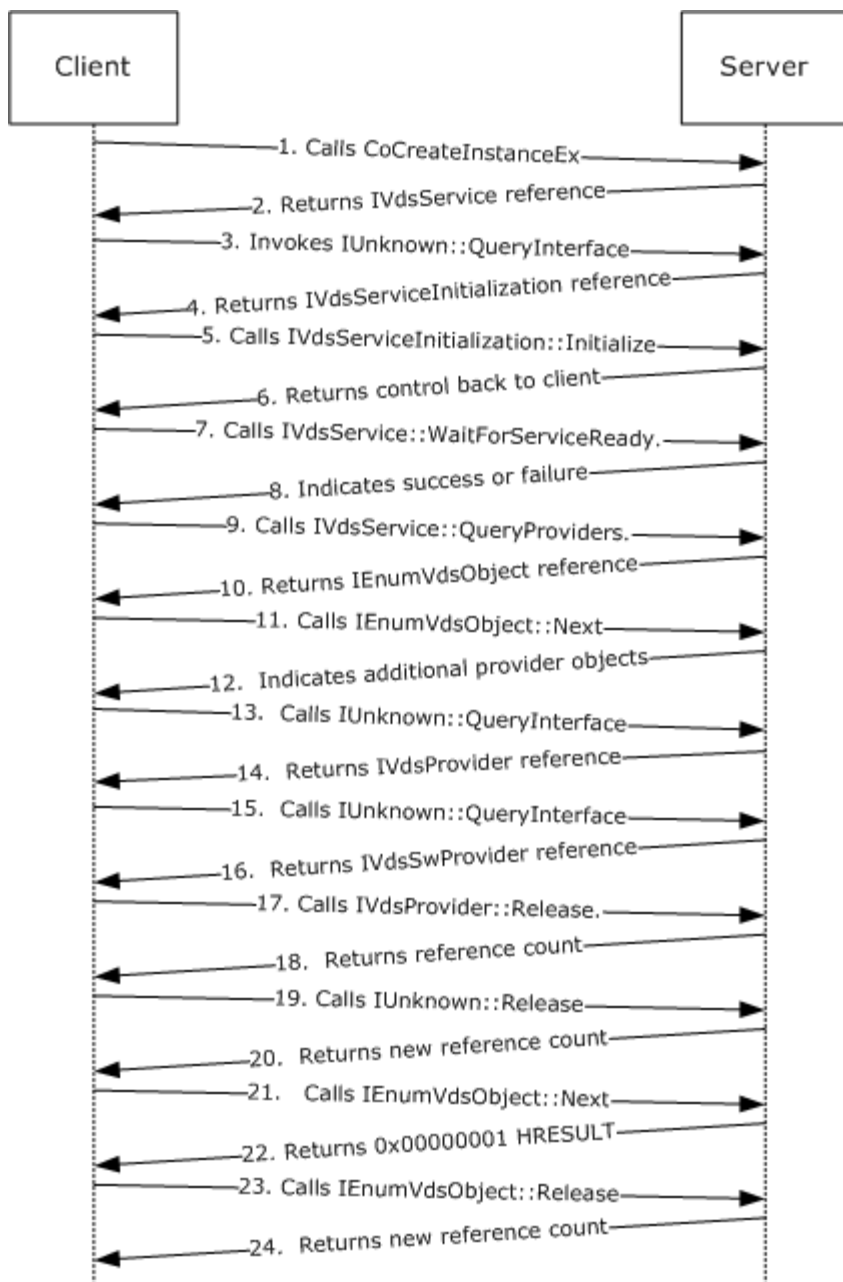 Client
Server
1. Calls CoCreateInstanceEx
2. Returns IVdsService reference
3. Invokes IUnknown::QueryInterface
4. Returns IVdsServiceInitialization reference
5. Calls IVdsServiceInitialization::Initialize
6. Returns control back to client
7. Calls IVdsService::WaitForServiceReady.
8. Indicates success or failure
9. Calls IVdsService::QueryProviders.
10. Returns IEnumVdsObject reference
11. Calls IEnumVdsObject::Next
12. Indicates additional provider objects
13. Calls IUnknown::QueryInterface
14. Returns IVdsProvider reference
15. Calls IUnknown::QueryInterface
16. Returns IVdsSwProvider reference
17. Calls IVdsProvider::Release.
18. Returns reference count
19. Calls IUnknown::Release
20. Returns new reference count
21. Calls IEnumVdsObject::Next
22. Returns 0x00000001 HRESULT
23. Calls IEnumVdsObject::Release
24. Returns new reference count